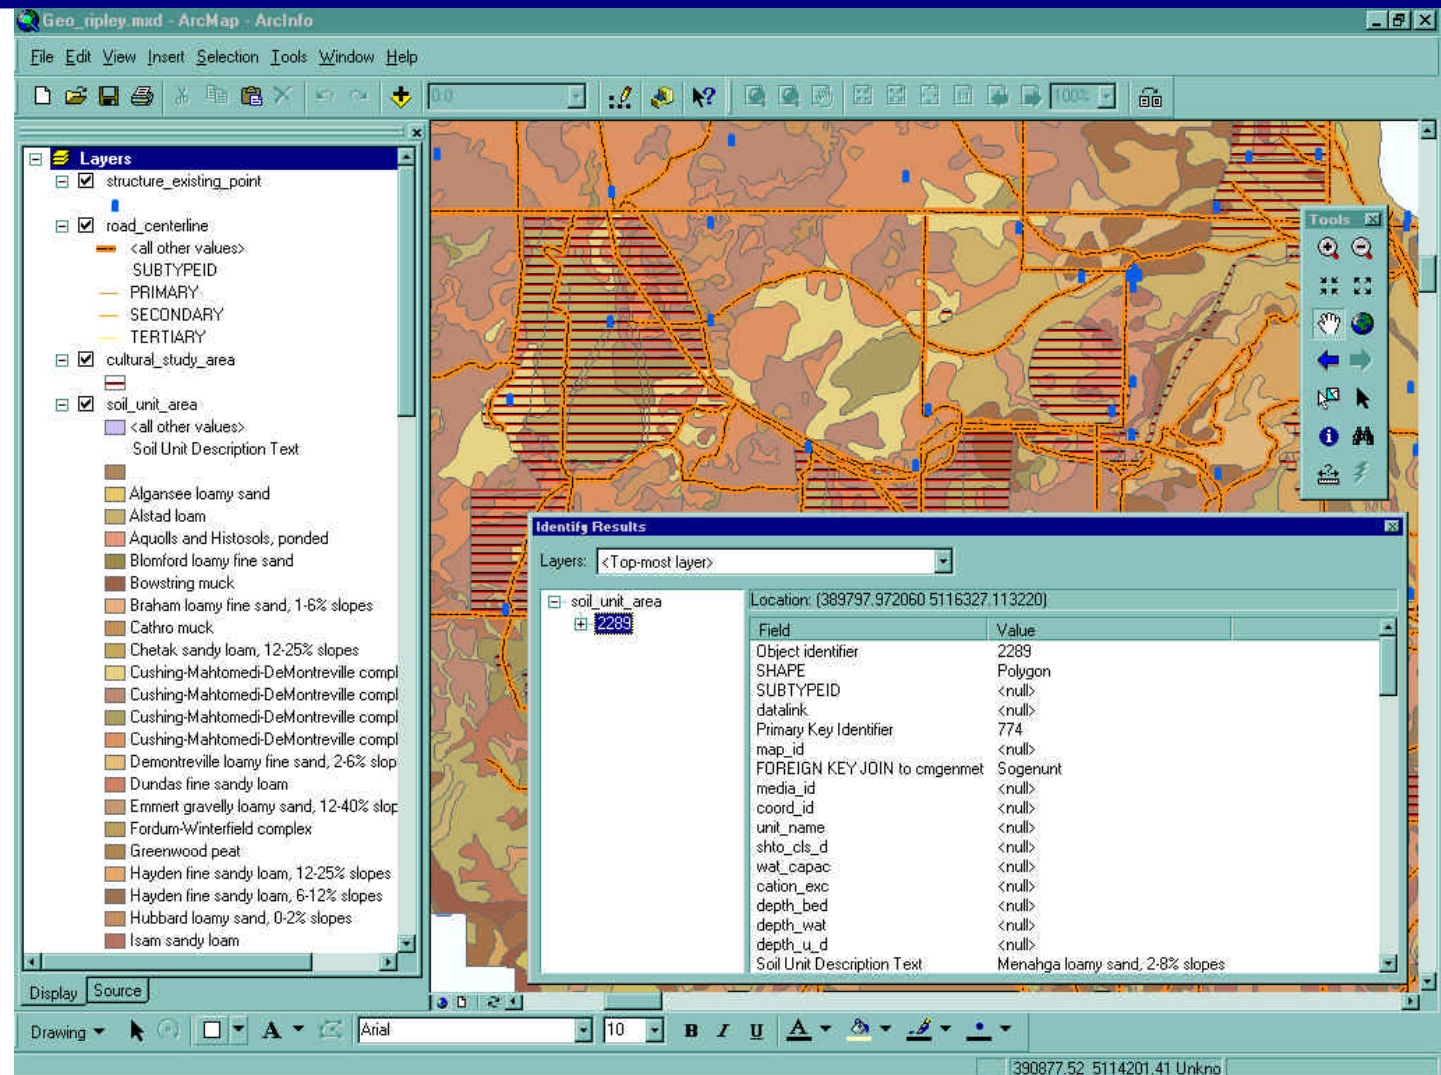 Geo_ripley.mxd - ArcMap - ArcInfo
File Edit View Insert Selection Tools Window Help
0.0
100%
Layers
structure_existing_point
road_centerline
<all other values>
SUBTYPEID
PRIMARY
SECONDARY
TERTIARY
cultural_study_area
soil_unit_area
<all other values>
Soil Unit Description Text
Algansee loamy sand
Alstad loam
Aquolls and Histosols, ponded
Blomford loamy fine sand
Bowstring muck
Braham loamy fine sand, 1-6% slopes
Cathro muck
Chetak sandy loam, 12-25% slopes
Cushing-Mahtomedi-DeMontreville compl
Cushing-Mahtomedi-DeMontreville compl
Cushing-Mahtomedi-DeMontreville compl
Cushing-Mahtomedi-DeMontreville compl
Demontreville loamy fine sand, 2-6% slop
Dundas fine sandy loam
Emmert gravelly loamy sand, 12-40% slop
Fordum-Winterfield complex
Greenwood peat
Hayden fine sandy loam, 12-25% slopes
Hayden fine sandy loam, 6-12% slopes
Hubbard loamy sand, 0-2% slopes
Isam sandy loam
Display Source
Tools
Identify Results
Layers: <Top-most layer>
soil_unit_area
2289
Location: (389797.972060 5116327.113220)
Field Value
Object identifier 2289
SHAPE Polygon
SUBTYPEID <null>
datalink <null>
Primary Key Identifier 774
map_id <null>
FOREIGN KEY JOIN to cmgenmet Sogenunt
media_id <null>
coord_id <null>
unit_name <null>
shto_cls_d <null>
wat_capac <null>
cation_exc <null>
depth_bed <null>
depth_wat <null>
depth_u_d <null>
Soil Unit Description Text Menahga loamy sand, 2-8% slopes
Drawing A Arial 10 B I U A
390877.52 5114201.41 Unkno